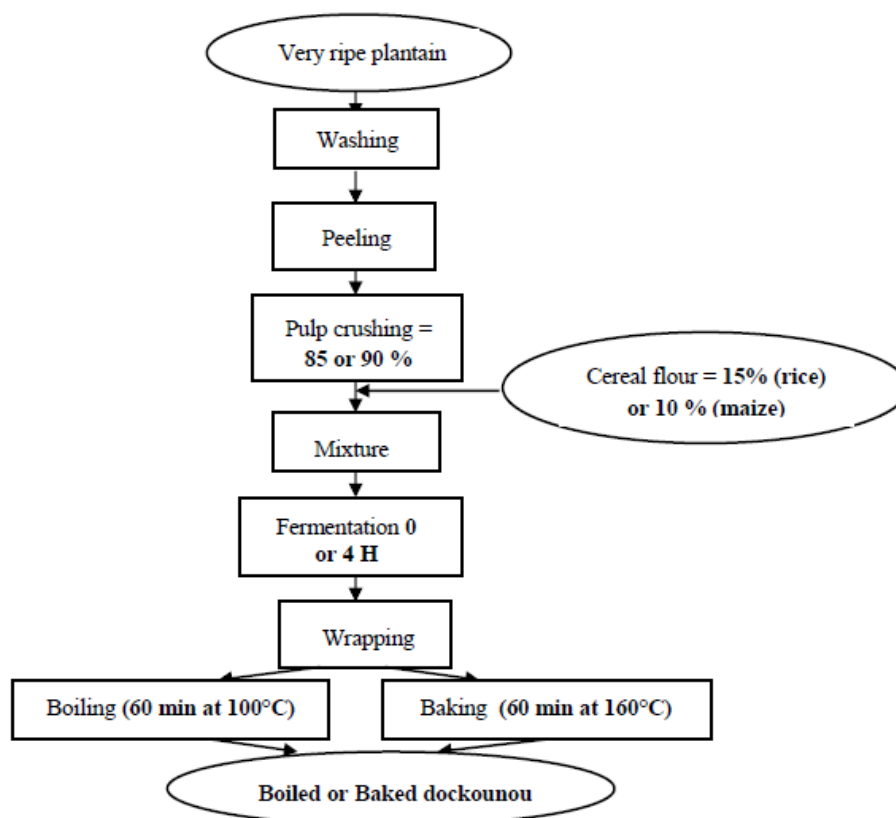 Very ripe plantain
Washing
Peeling
Pulp crushing =
85 or 90 %
Cereal flour = 15% (rice)
or 10 % (maize)
Mixture
Fermentation 0
or 4 H
Wrapping
Boiling (60 min at 100°C)
Baking (60 min at 160°C)
Boiled or Baked dockounou